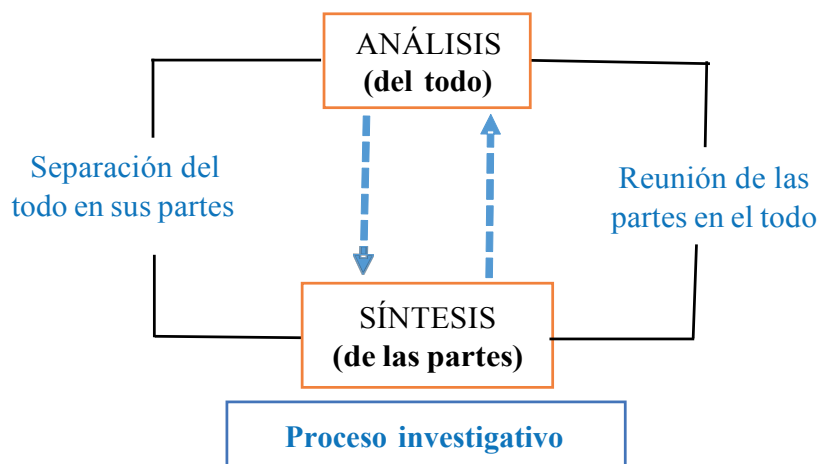 ANÁLISIS
(del todo)
Separación del
todo en sus partes
Reunión de las
partes en el todo
SÍNTESIS
(de las partes)
Proceso investigativo